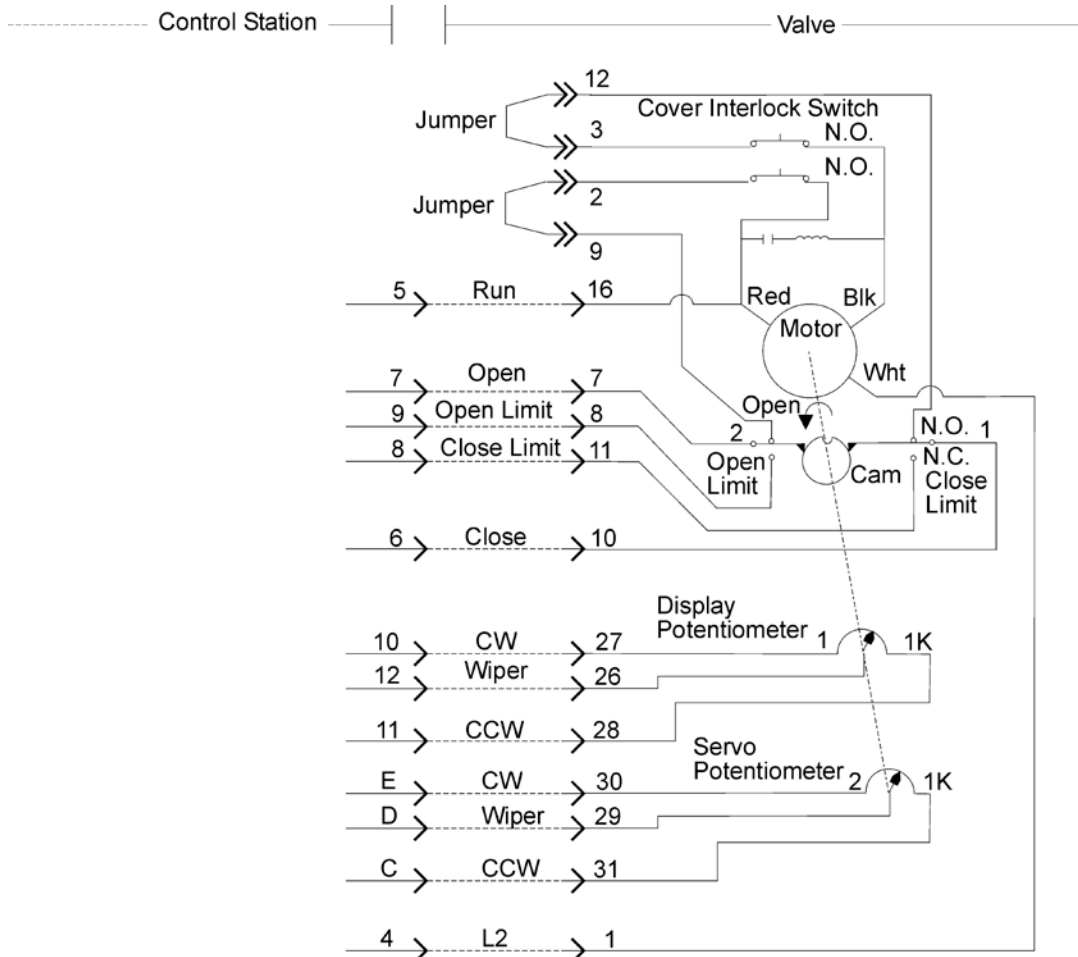 Control Station
Valve
12
Cover Interlock Switch
Jumper
3
N.O.
N.O.
2
Jumper
9
5 Run 16
Red
Blk
Motor
Wht
7 Open 7
Open
9 Open Limit 8
2
N.O. 1
8 Close Limit 11
Open
Limit
Cam
N.C.
Close
Limit
6 Close 10
Display
Potentiometer
10 CW 27
1
1K
12 Wiper 26
11 CCW 28
Servo
Potentiometer
E CW 30
2
1K
D Wiper 29
C CCW 31
4 L2 1